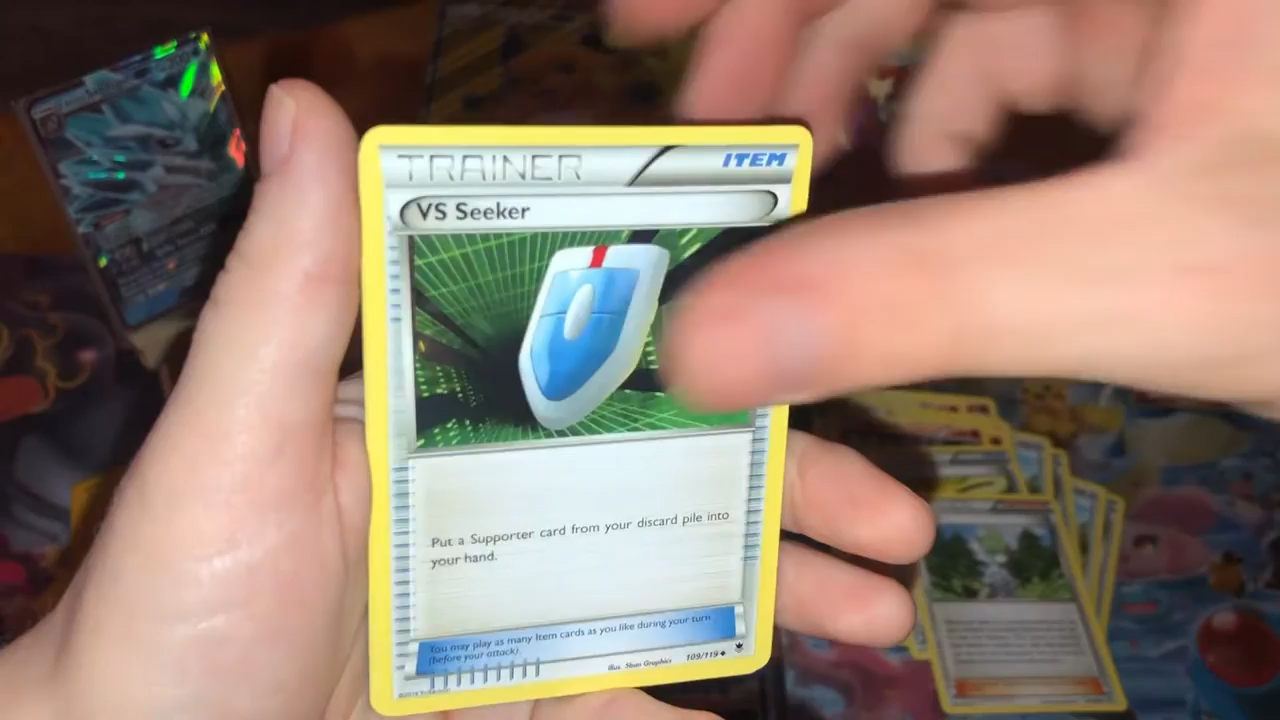 TRAINER
ITEM
VS Seeker
Put a Supporter card from your discard pile into
your hand.
You may play as many Item cards as you like during your turn
(before your attack).
Illus. 5ban Graphics
109/119